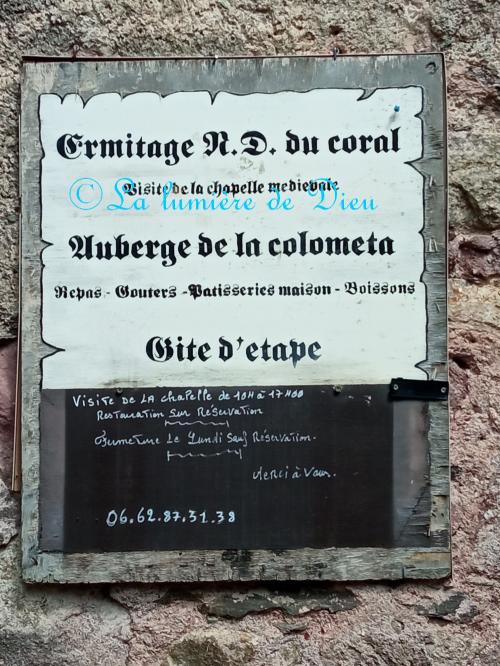 Ermitage N.D. du coral
Visite de la chapelle medievale
© La lumière de Dieu
Auberge de la colometa
Repas - Gouters - Patisseries maison - Boissons
Gite d'etape
Visite de la chapelle de 10H à 17H00
Restauration sur Réservation
Fermeture Le Lundi Sauf Réservation.
Merci à Vous.
06.62.87.31.38